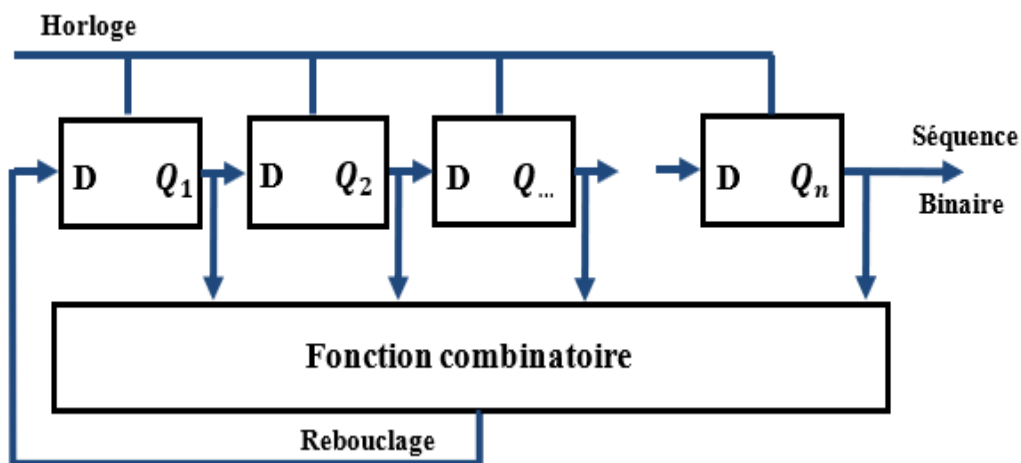 Horloge
D Q₁ D Q₂ D Q... D Qₙ
Séquence
Binaire
Fonction combinatoire
Rebouclage